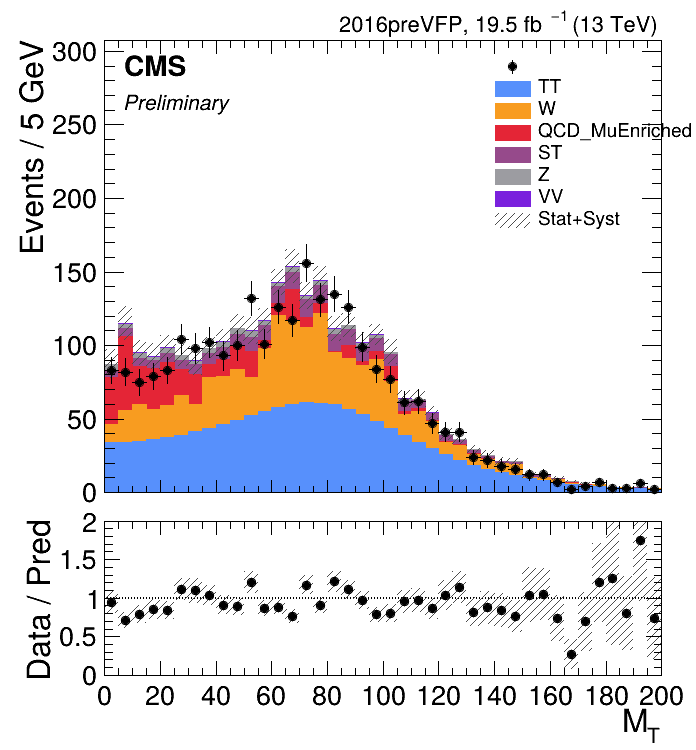 2016preVFP, 19.5 fb⁻¹ (13 TeV)
CMS
Preliminary
TT
W
QCD_MuEnriched
ST
Z
VV
Stat+Syst
Events / 5 GeV
300
250
200
150
100
50
0
Data / Pred
2
1.5
1
0.5
0
0 20 40 60 80 100 120 140 160 180 200
M_T